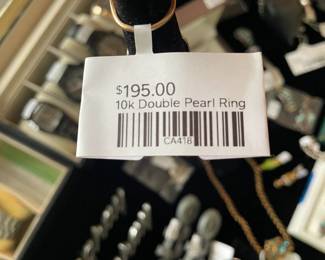 $195.00
10k Double Pearl Ring
CA418